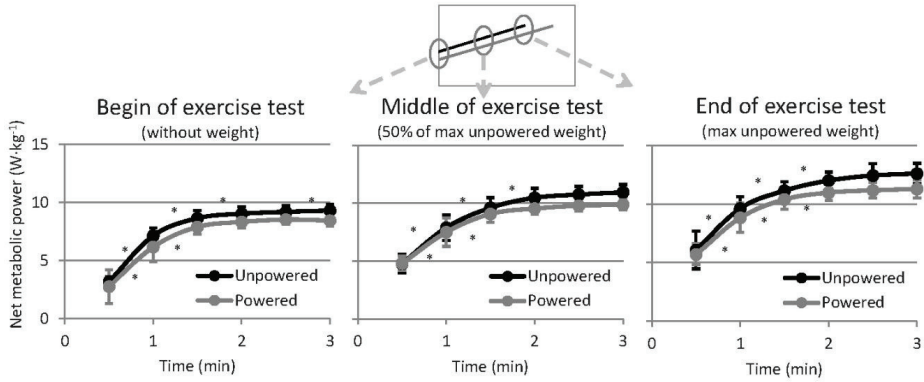 Begin of exercise test
(without weight)
Middle of exercise test
(50% of max unpowered weight)
End of exercise test
(max unpowered weight)
Net metabolic power (W·kg⁻¹)
15
10
5
0
* * * *
* *
Unpowered
Powered
0 1 2 3
Time (min)
* * *
* *
Unpowered
Powered
0 1 2 3
Time (min)
* * *
* * *
Unpowered
Powered
0 1 2 3
Time (min)